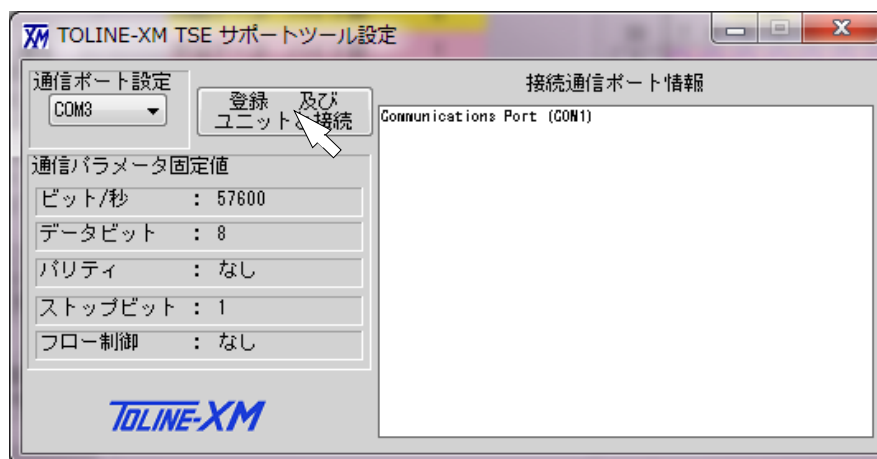 XM TOLINE-XM TSE サポートツール設定
通信ポート設定
COM3
登録 及び
ユニットと接続
接続通信ポート情報
Communications Port (COM1)
通信パラメータ固定値
ビット/秒 : 57600
データビット : 8
パリティ : なし
ストップビット : 1
フロー制御 : なし
TOLINE-XM